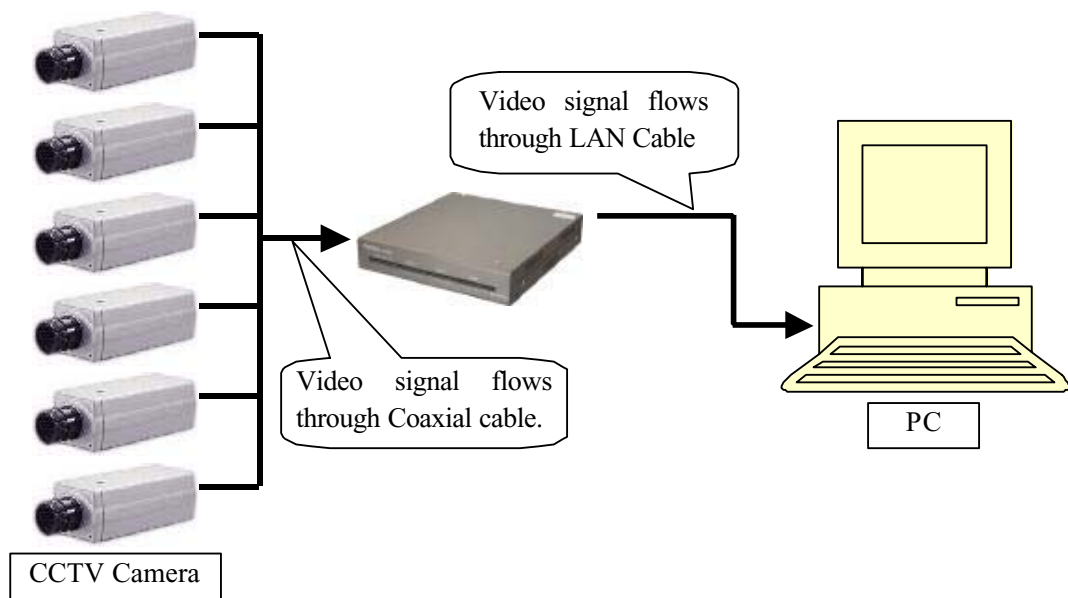 Video signal flows
through LAN Cable
Video signal flows
through Coaxial cable.
PC
CCTV Camera